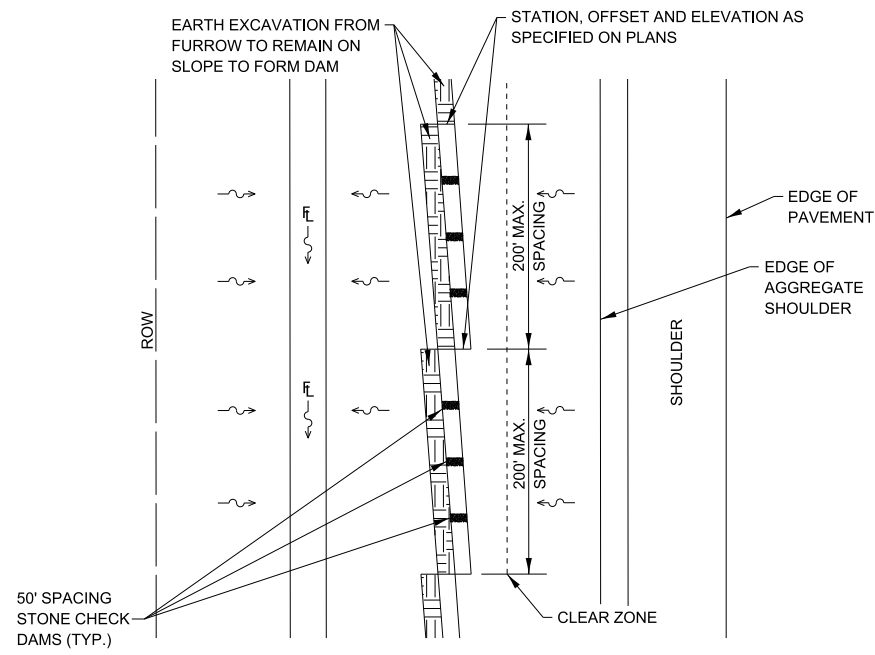 EARTH EXCAVATION FROM
FURROW TO REMAIN ON
SLOPE TO FORM DAM
STATION, OFFSET AND ELEVATION AS
SPECIFIED ON PLANS
EDGE OF
PAVEMENT
EDGE OF
AGGREGATE
SHOULDER
200' MAX.
SPACING
FL
ROW
SHOULDER
FL
200' MAX.
SPACING
50' SPACING
STONE CHECK
DAMS (TYP.)
CLEAR ZONE